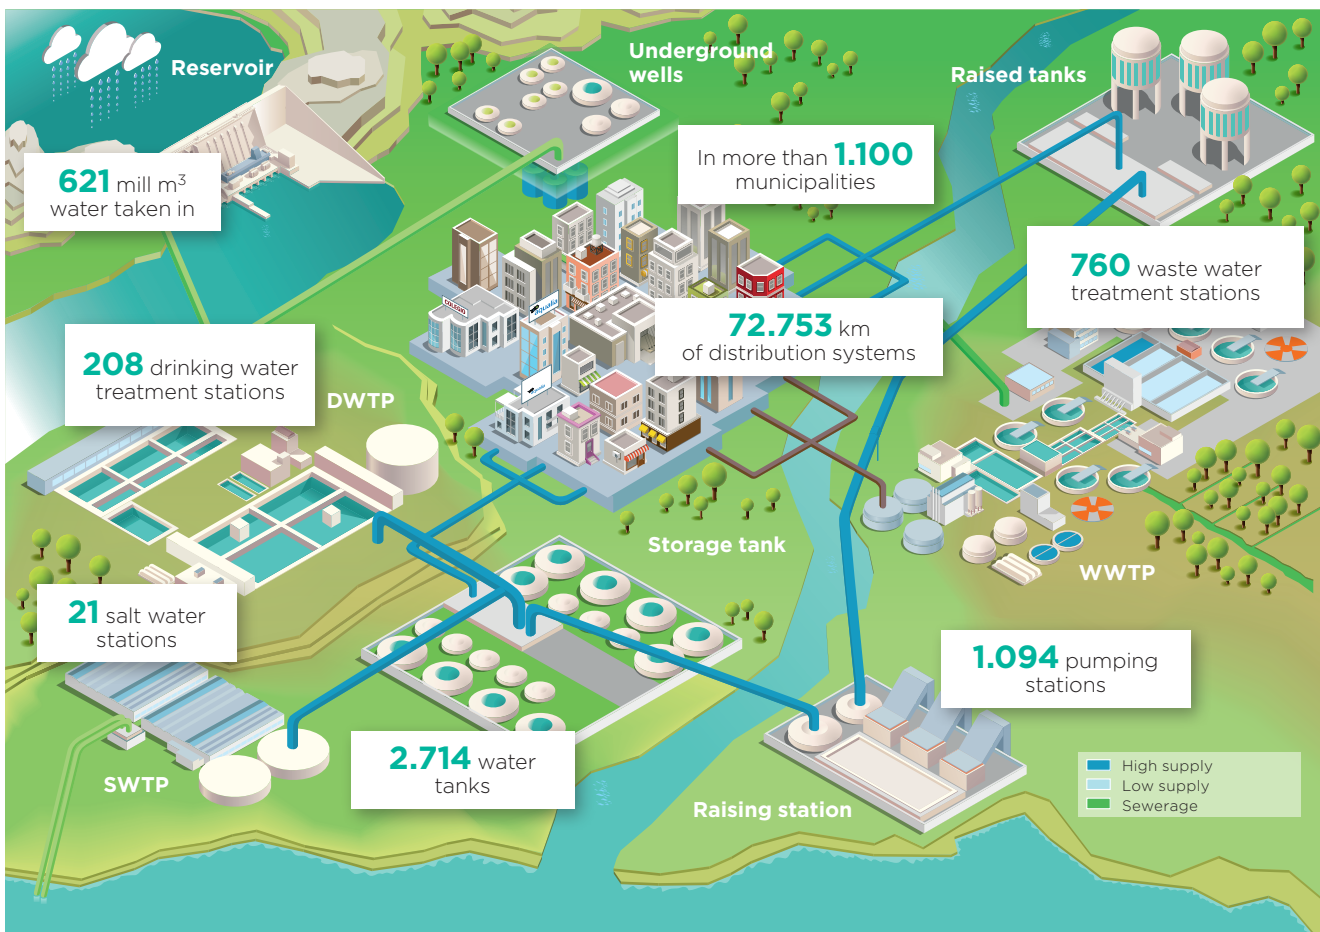 Reservoir
Underground
wells
Raised tanks
621 mill m³
water taken in
In more than 1.100
municipalities
760 waste water
treatment stations
COLEGIO
aqualia
72.753 km
of distribution systems
208 drinking water
treatment stations
DWTP
aqualia
Storage tank
WWTP
21 salt water
stations
1.094 pumping
stations
2.714 water
tanks
SWTP
Raising station
High supply
Low supply
Sewerage